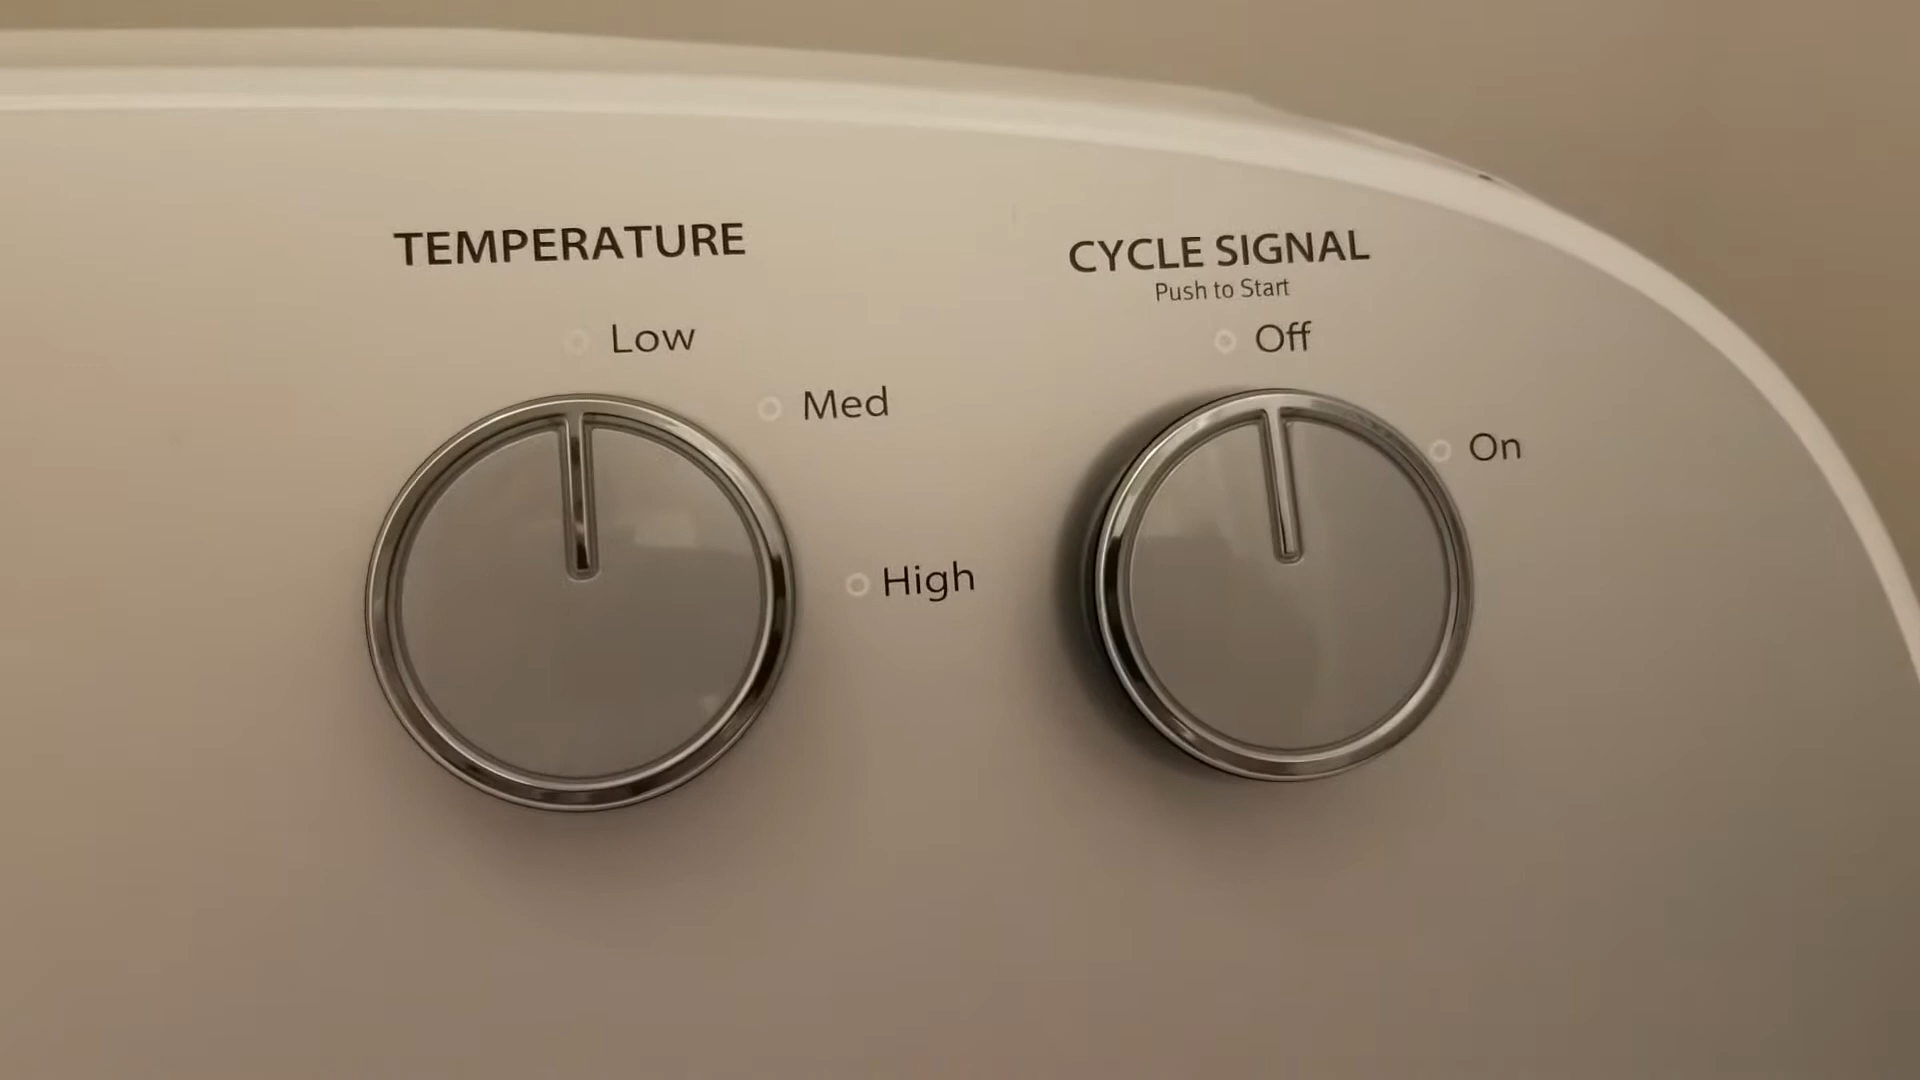 TEMPERATURE
Low
Med
High
CYCLE SIGNAL
Push to Start
Off
On